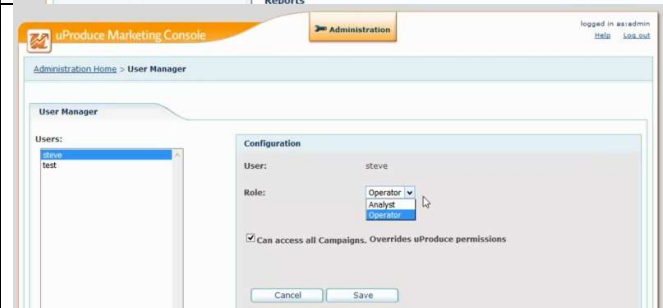 Reports
uProduce Marketing Console
Administration
logged in as:admin
Help Log out
Administration Home > User Manager
User Manager
Users:
steve
test
Configuration
User: steve
Role: Operator
Analyst
Operator
Can access all Campaigns. Overrides uProduce permissions
Cancel Save